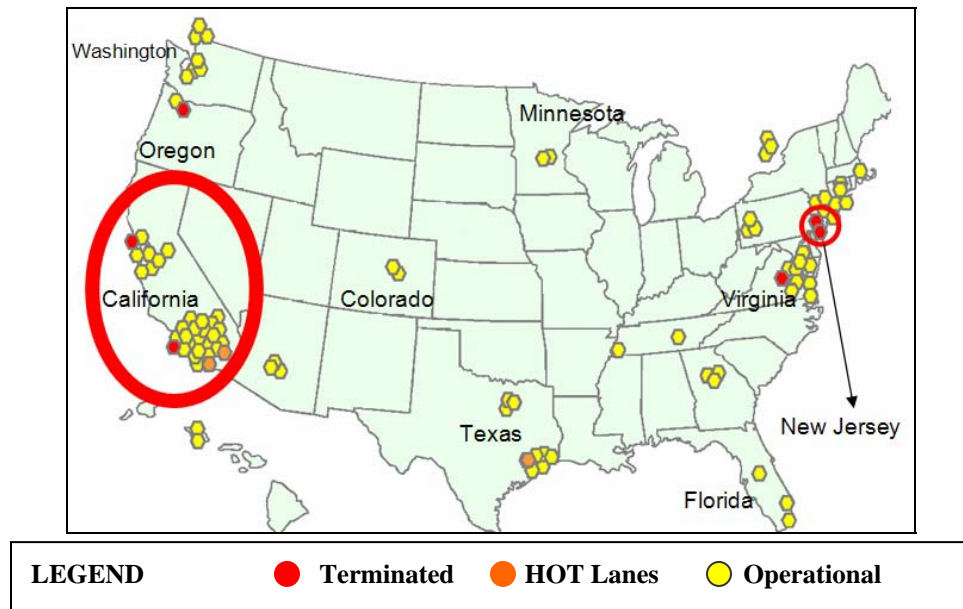 Washington
Minnesota
Oregon
California
Colorado
Virginia
Texas
New Jersey
Florida
LEGEND Terminated HOT Lanes Operational